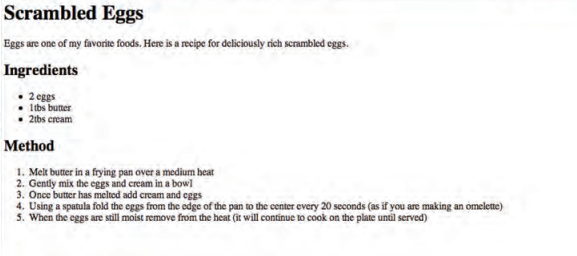 Scrambled Eggs
Eggs are one of my favorite foods. Here is a recipe for deliciously rich scrambled eggs.
Ingredients
• 2 eggs
• 1tbs butter
• 2tbs cream
Method
1. Melt butter in a frying pan over a medium heat
2. Gently mix the eggs and cream in a bowl
3. Once butter has melted add cream and eggs
4. Using a spatula fold the eggs from the edge of the pan to the center every 20 seconds (as if you are making an omelette)
5. When the eggs are still moist remove from the heat (it will continue to cook on the plate until served)